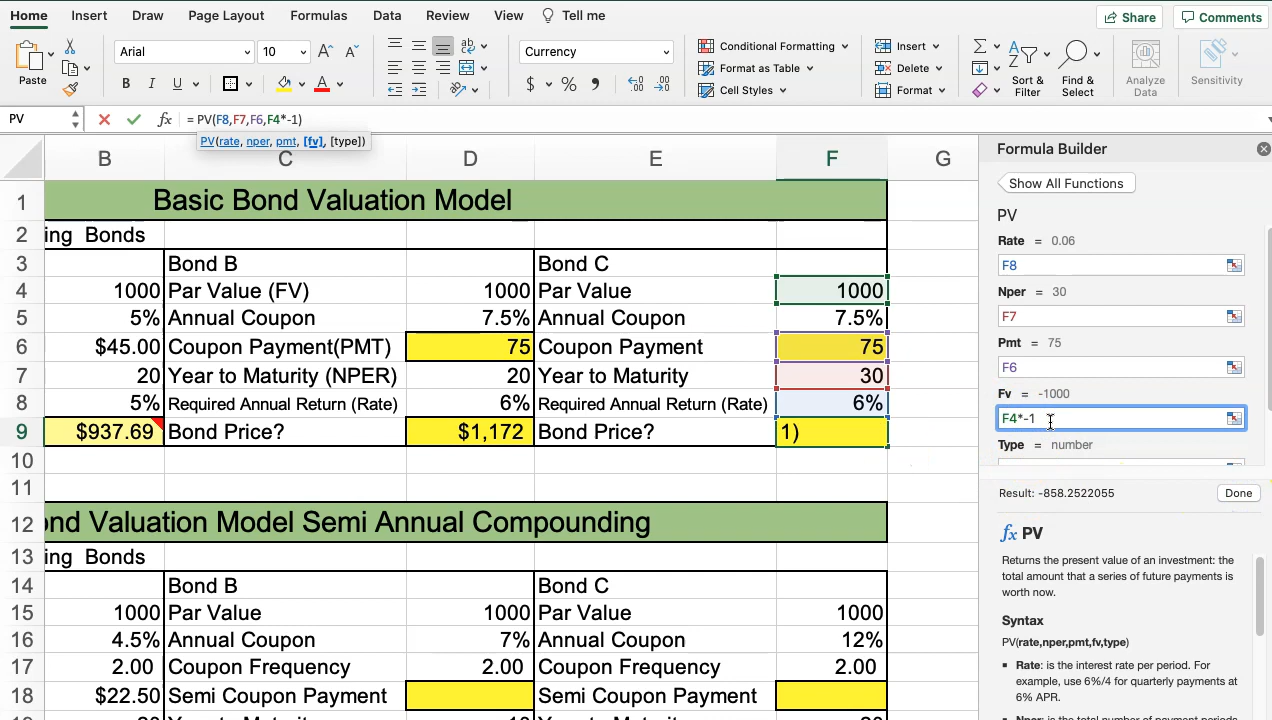 Home Insert Draw Page Layout Formulas Data Review View Tell me Share Comments
Paste Arial 10 Currency Conditional Formatting Insert
B I U A $ % Format as Table Delete
Cell Styles Format
Sort & Filter Find & Select Analyze Data Sensitivity
PV fx = PV(F8,F7,F6,F4*-1)
PV(rate, nper, pmt, [fv], [type])
B C D E F G
1 Basic Bond Valuation Model
2 ing Bonds
3 Bond B Bond C
4 1000 Par Value (FV) 1000 Par Value 1000
5 5% Annual Coupon 7.5% Annual Coupon 7.5%
6 $45.00 Coupon Payment(PMT) 75 Coupon Payment 75
7 20 Year to Maturity (NPER) 20 Year to Maturity 30
8 5% Required Annual Return (Rate) 6% Required Annual Return (Rate) 6%
9 $937.69 Bond Price? $1,172 Bond Price? 1)
10
11
12 nd Valuation Model Semi Annual Compounding
13 ing Bonds
14 Bond B Bond C
15 1000 Par Value 1000 Par Value 1000
16 4.5% Annual Coupon 7% Annual Coupon 12%
17 2.00 Coupon Frequency 2.00 Coupon Frequency 2.00
18 $22.50 Semi Coupon Payment Semi Coupon Payment
Formula Builder
Show All Functions
PV
Rate = 0.06
F8
Nper = 30
F7
Pmt = 75
F6
Fv = -1000
F4*-1
Type = number
Result: -858.2522055 Done
fx PV
Returns the present value of an investment: the
total amount that a series of future payments is
worth now.
Syntax
PV(rate,nper,pmt,fv,type)
Rate: is the interest rate per period. For
example, use 6%/4 for quarterly payments at
6% APR.